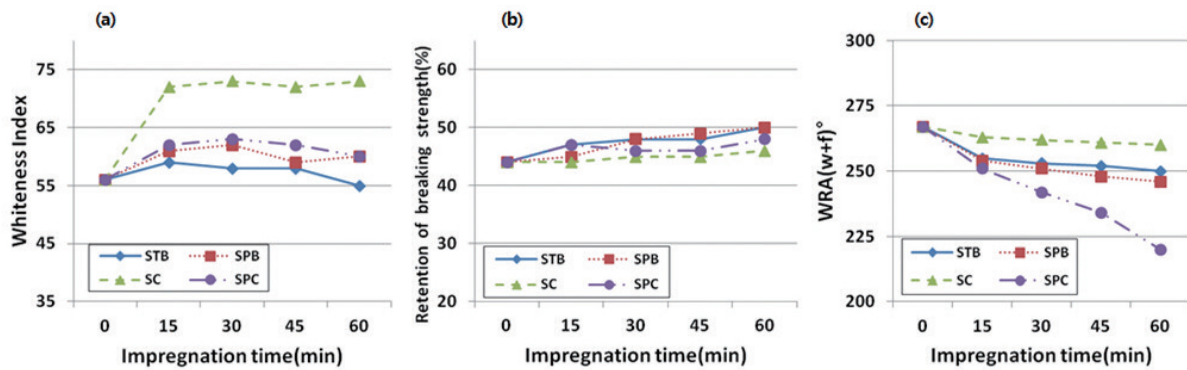 (a)
Whiteness Index
75
65
55
45
35
STB
SPB
SC
SPC
0 15 30 45 60
Impregnation time(min)
(b)
Retention of breaking strength(%)
80
70
60
50
40
30
20
STB
SPB
SC
SPC
0 15 30 45 60
Impregnation time(min)
(c)
WRA(w+f)°
300
275
250
225
200
STB
SPB
SC
SPC
0 15 30 45 60
Impregnation time(min)